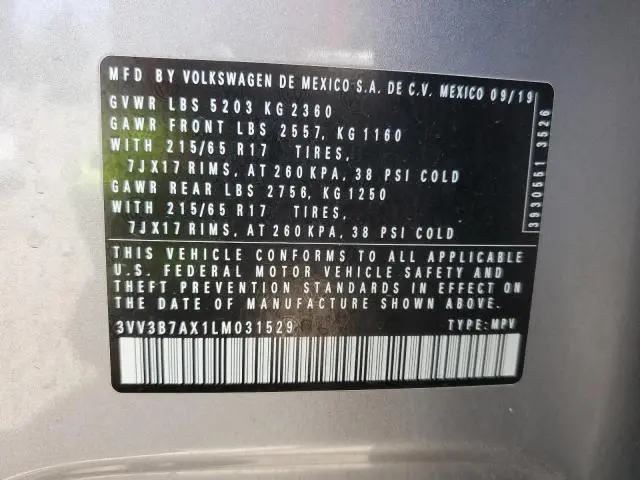 MFD BY VOLKSWAGEN DE MEXICO S.A. DE C.V. MEXICO 09/19
GVWR LBS 5203 KG 2360
GAWR FRONT LBS 2557, KG 1160
WITH 215/65 R17 TIRES,
7JX17 RIMS, AT 260 KPA, 38 PSI COLD
GAWR REAR LBS 2756, KG 1250
WITH 215/65 R17 TIRES,
7JX17 RIMS, AT 260 KPA, 38 PSI COLD
3930551 3526
THIS VEHICLE CONFORMS TO ALL APPLICABLE
U.S. FEDERAL MOTOR VEHICLE SAFETY AND
THEFT PREVENTION STANDARDS IN EFFECT ON
THE DATE OF MANUFACTURE SHOWN ABOVE.
3VV3B7AX1LM031529 TYPE: MPV